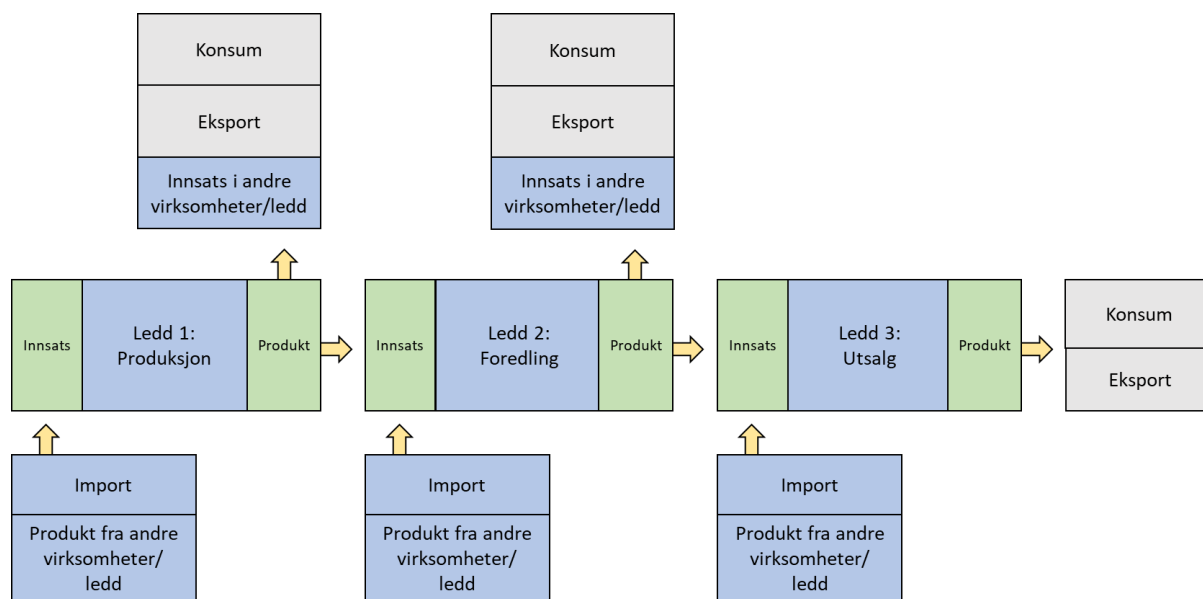 Konsum
Eksport
Innsats i andre
virksomheter/ledd
Konsum
Eksport
Innsats i andre
virksomheter/ledd
Innsats
Ledd 1:
Produksjon
Produkt
Innsats
Ledd 2:
Foredling
Produkt
Innsats
Ledd 3:
Utsalg
Produkt
Konsum
Eksport
Import
Produkt fra andre
virksomheter/
ledd
Import
Produkt fra andre
virksomheter/
ledd
Import
Produkt fra andre
virksomheter/
ledd